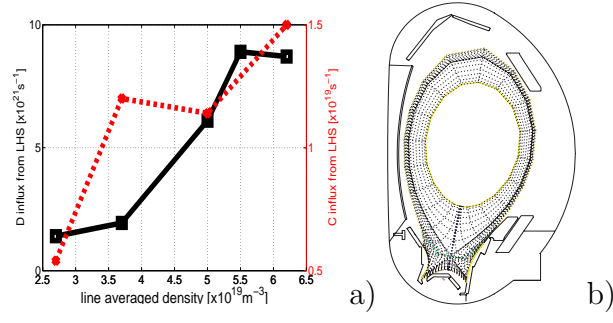 10
5
0
D influx from LHS [x10²¹s⁻¹]
1.5
1
0.5
C influx from LHS [x10¹⁹s⁻¹]
2.5 3 3.5 4 4.5 5 5.5 6 6.5
line averaged density [x10¹⁹m⁻³]
a)
b)